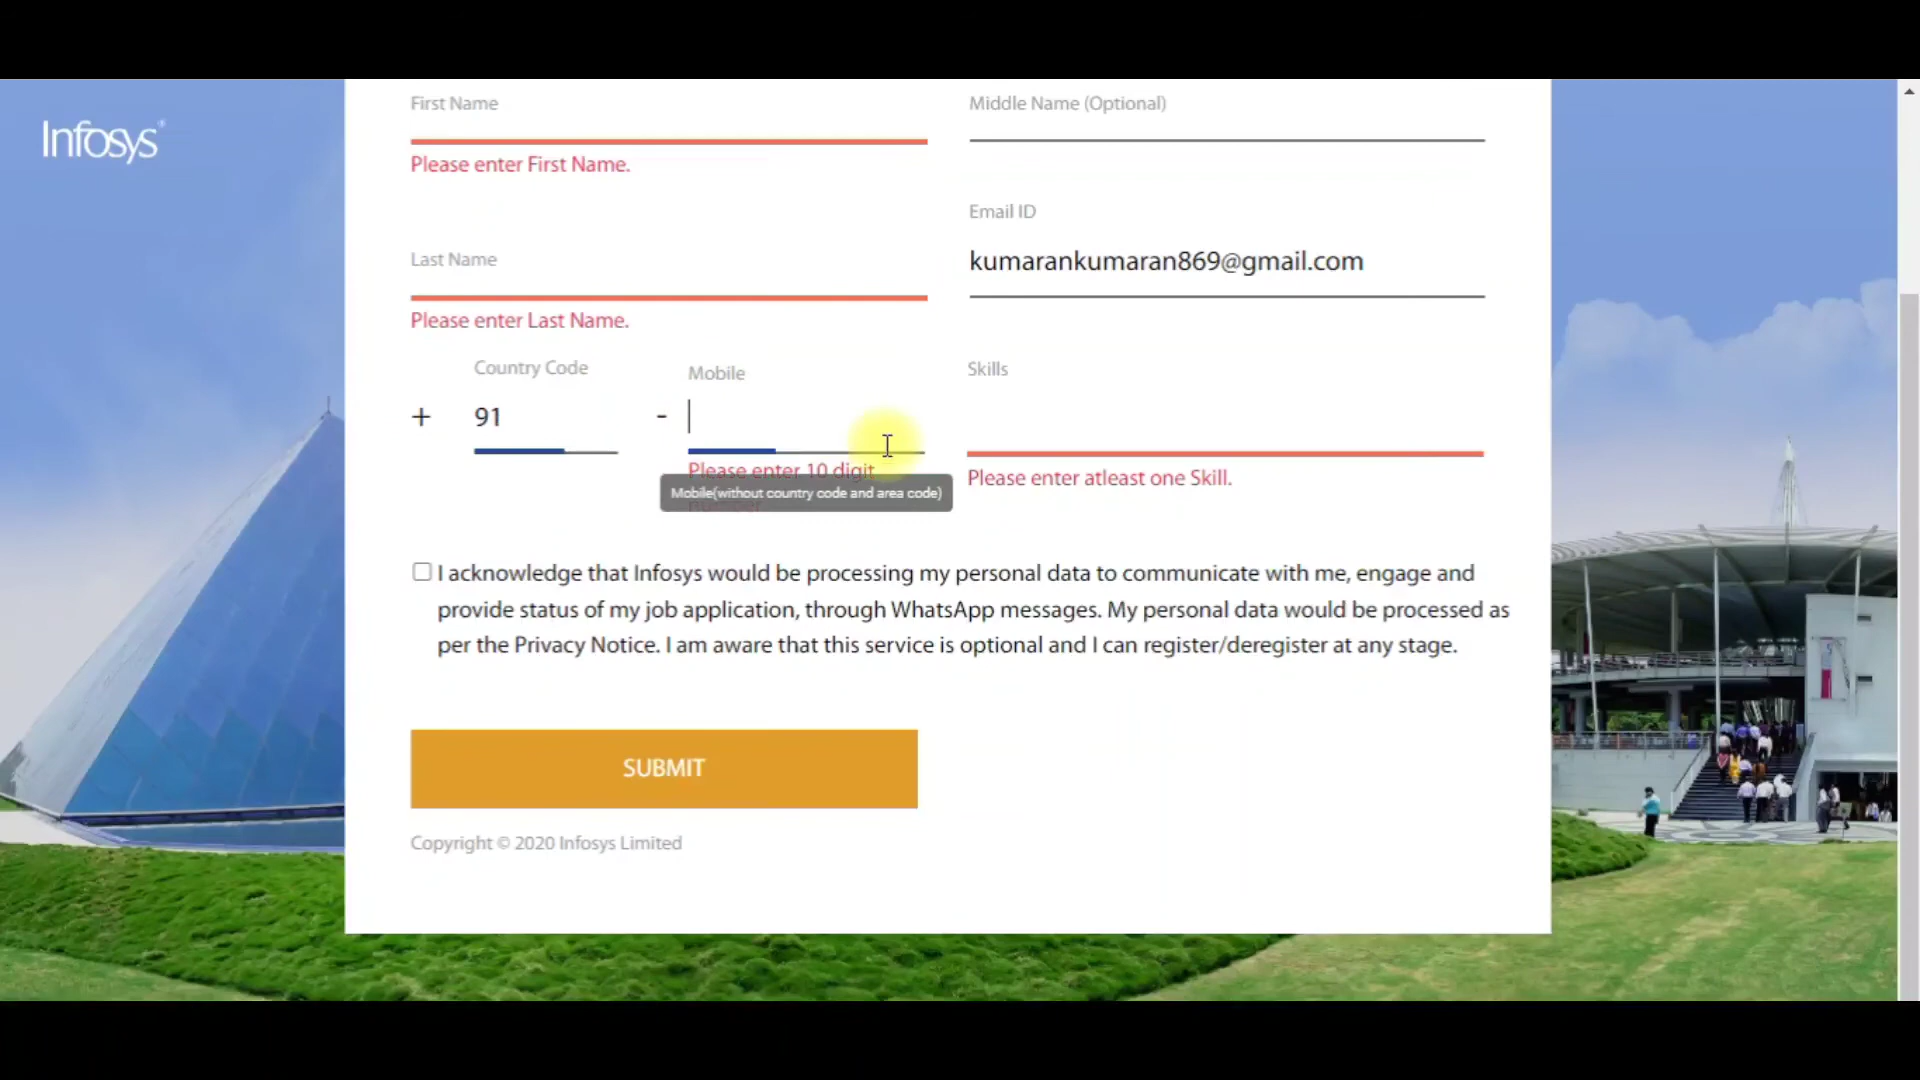 Infosys
First Name
Middle Name (Optional)
Please enter First Name.
Email ID
kumarankumaran869@gmail.com
Last Name
Please enter Last Name.
Country Code
Mobile
Skills
+ 91 -
Please enter 10 digit
Mobile(without country code and area code)
Please enter atleast one Skill.
I acknowledge that Infosys would be processing my personal data to communicate with me, engage and
provide status of my job application, through WhatsApp messages. My personal data would be processed as
per the Privacy Notice. I am aware that this service is optional and I can register/deregister at any stage.
SUBMIT
Copyright © 2020 Infosys Limited